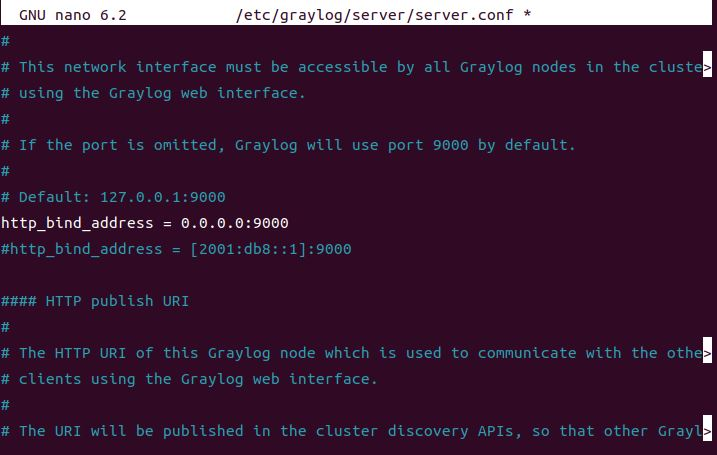 GNU nano 6.2 /etc/graylog/server/server.conf *
#
# This network interface must be accessible by all Graylog nodes in the cluste>
# using the Graylog web interface.
#
# If the port is omitted, Graylog will use port 9000 by default.
#
# Default: 127.0.0.1:9000
http_bind_address = 0.0.0.0:9000
#http_bind_address = [2001:db8::1]:9000
#### HTTP publish URI
#
# The HTTP URI of this Graylog node which is used to communicate with the othe>
# clients using the Graylog web interface.
#
# The URI will be published in the cluster discovery APIs, so that other Grayl>